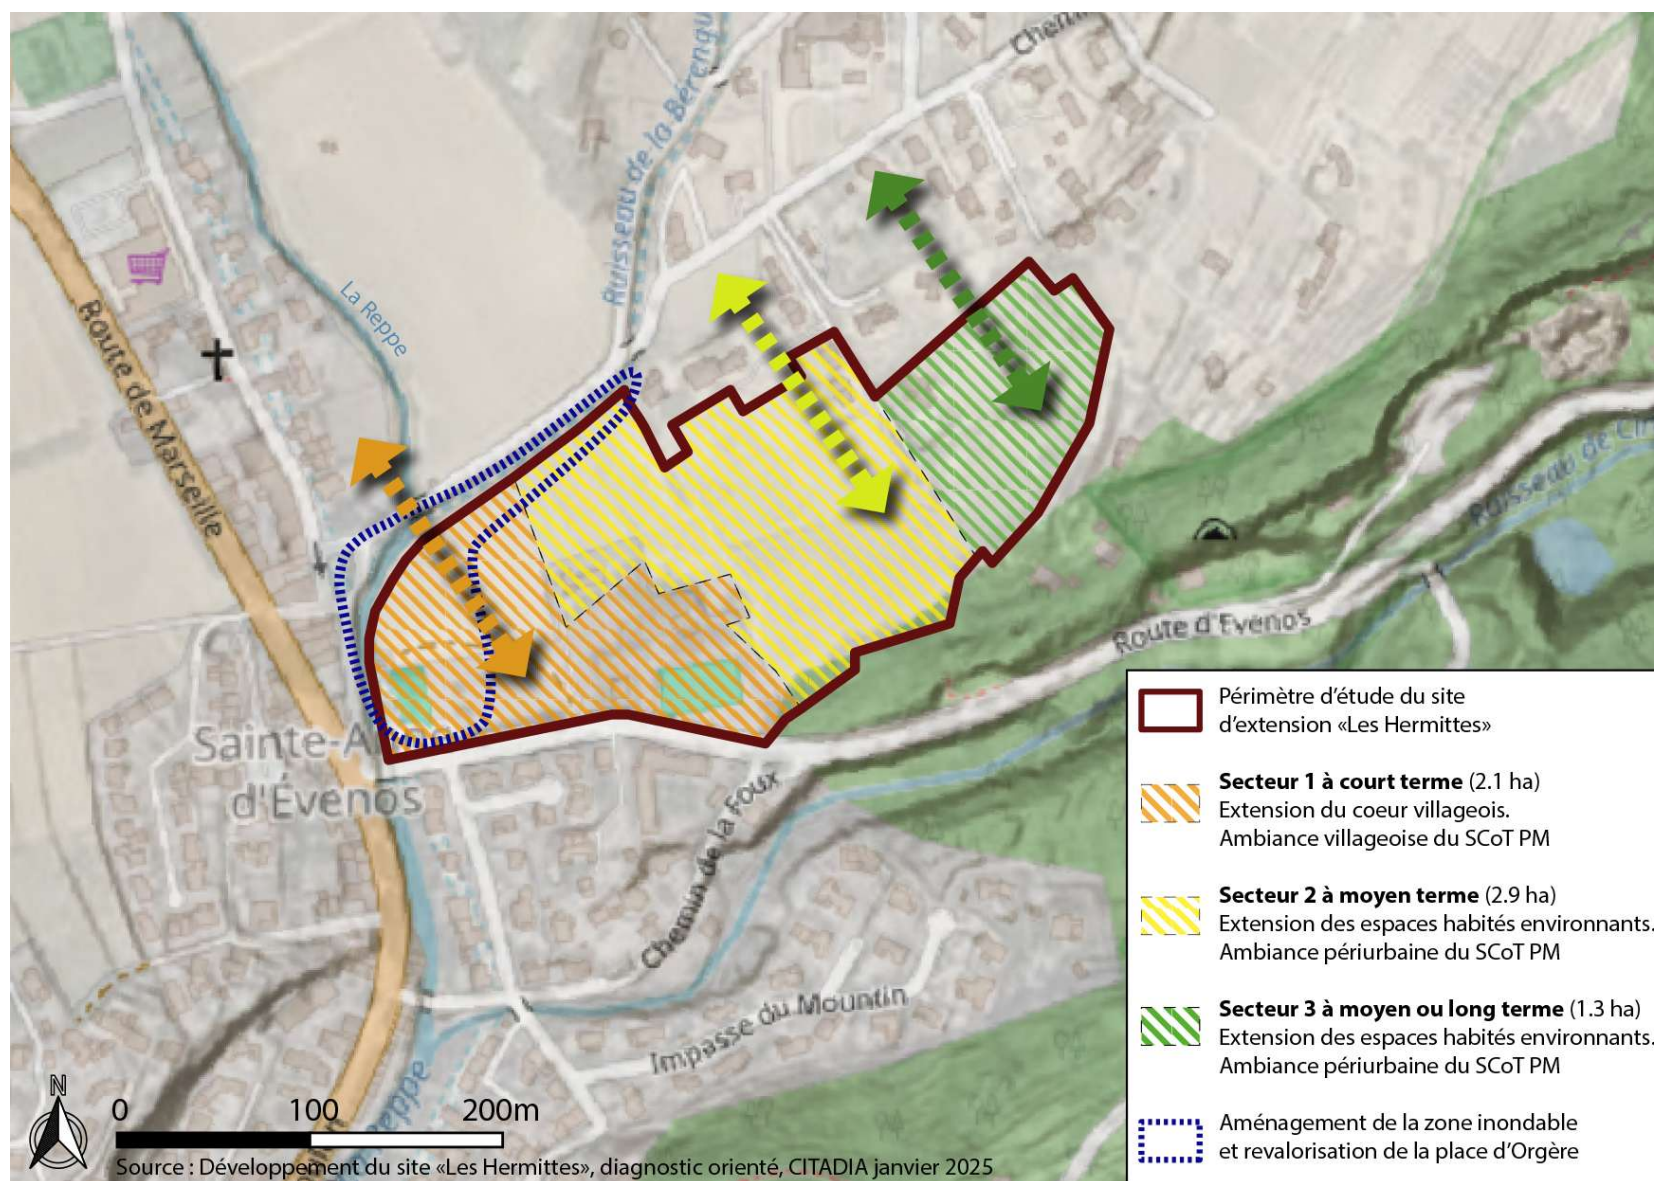 Chemin
Ruisseau de la Bérengu
La Reppe
Route de Marseille
Ruisseau de Cim
Route d'Evenos
Sainte-A
d'Évenos
Chemin de la Foux
Impasse du Mountin
Reppe
Périmètre d'étude du site
d'extension «Les Hermittes»
Secteur 1 à court terme (2.1 ha)
Extension du coeur villageois.
Ambiance villageoise du SCoT PM
Secteur 2 à moyen terme (2.9 ha)
Extension des espaces habités environnants.
Ambiance périurbaine du SCoT PM
Secteur 3 à moyen ou long terme (1.3 ha)
Extension des espaces habités environnants.
Ambiance périurbaine du SCoT PM
Aménagement de la zone inondable
et revalorisation de la place d'Orgère
N
0 100 200m
Source : Développement du site «Les Hermittes», diagnostic orienté, CITADIA janvier 2025